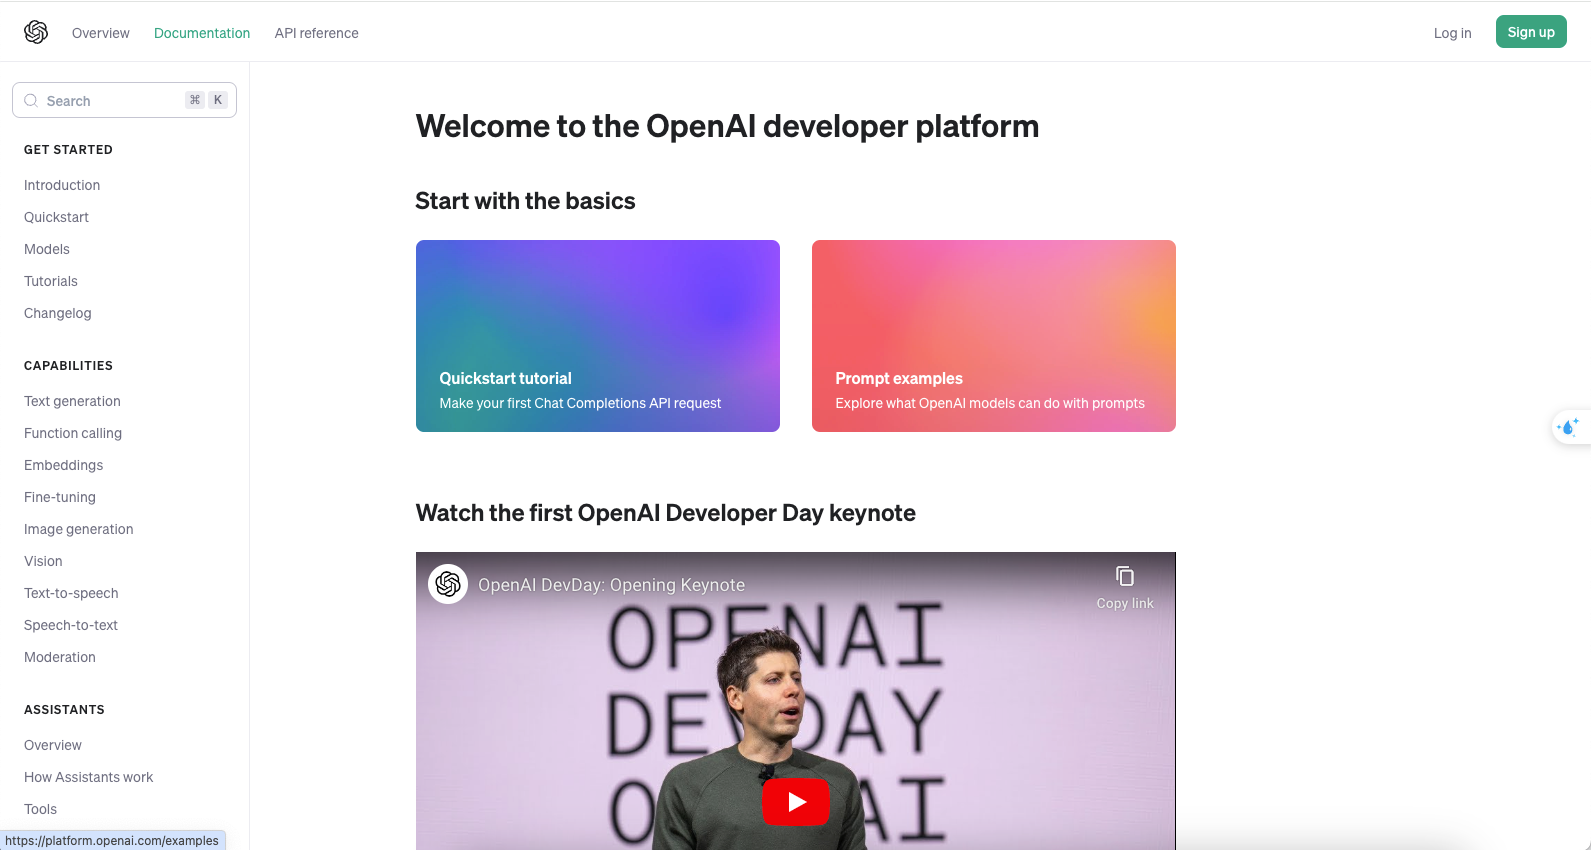 Overview Documentation API reference Log in Sign up
Search ⌘ K
GET STARTED
Introduction
Quickstart
Models
Tutorials
Changelog
CAPABILITIES
Text generation
Function calling
Embeddings
Fine-tuning
Image generation
Vision
Text-to-speech
Speech-to-text
Moderation
ASSISTANTS
Overview
How Assistants work
Tools
https://platform.openai.com/examples
Welcome to the OpenAI developer platform
Start with the basics
Quickstart tutorial
Make your first Chat Completions API request
Prompt examples
Explore what OpenAI models can do with prompts
Watch the first OpenAI Developer Day keynote
OpenAI DevDay: Opening Keynote
Copy link
OPENAI
DEVDAY
OPENAI